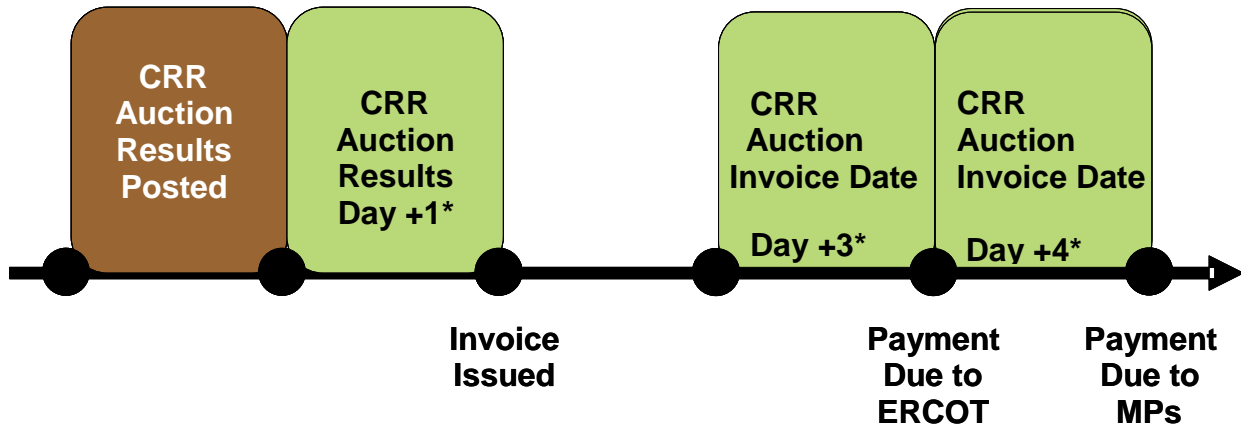 CRR
Auction
Results
Posted
CRR
Auction
Results
Day +1*
CRR
Auction
Invoice Date
Day +3*
CRR
Auction
Invoice Date
Day +4*
Invoice
Issued
Payment
Due to
ERCOT
Payment
Due to
MPs